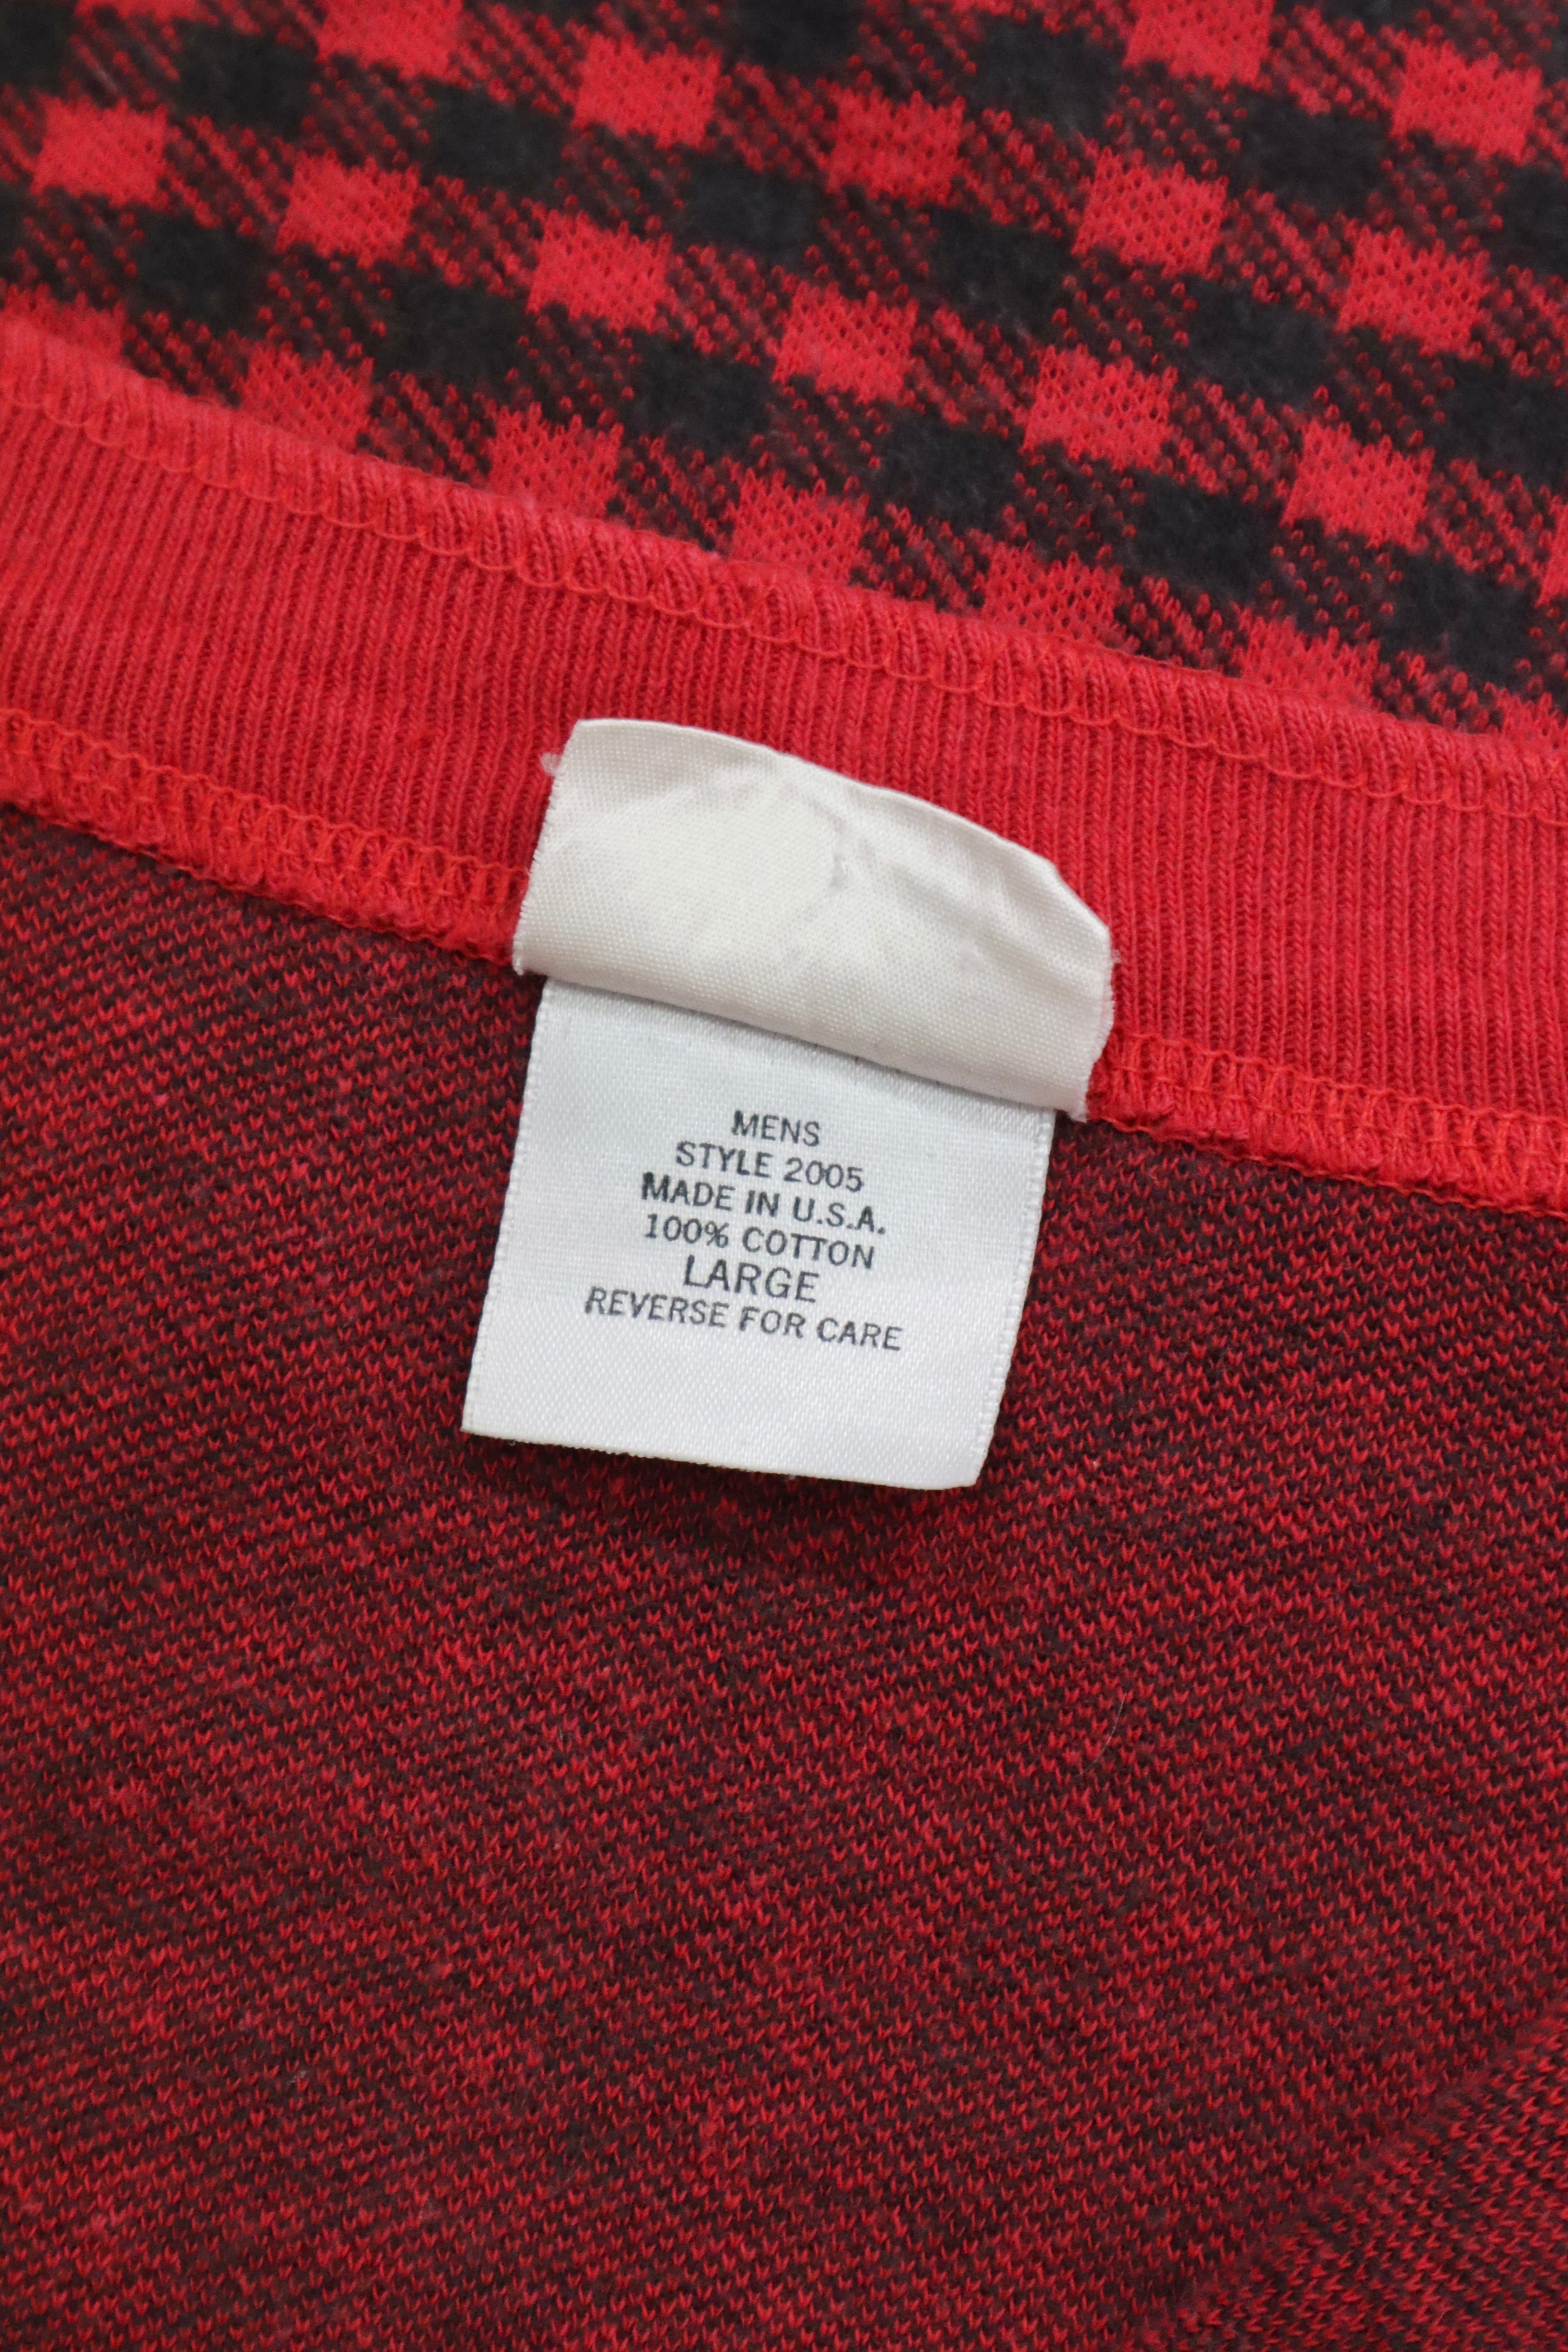 MENS
STYLE 2005
MADE IN U.S.A.
100% COTTON
LARGE
REVERSE FOR CARE